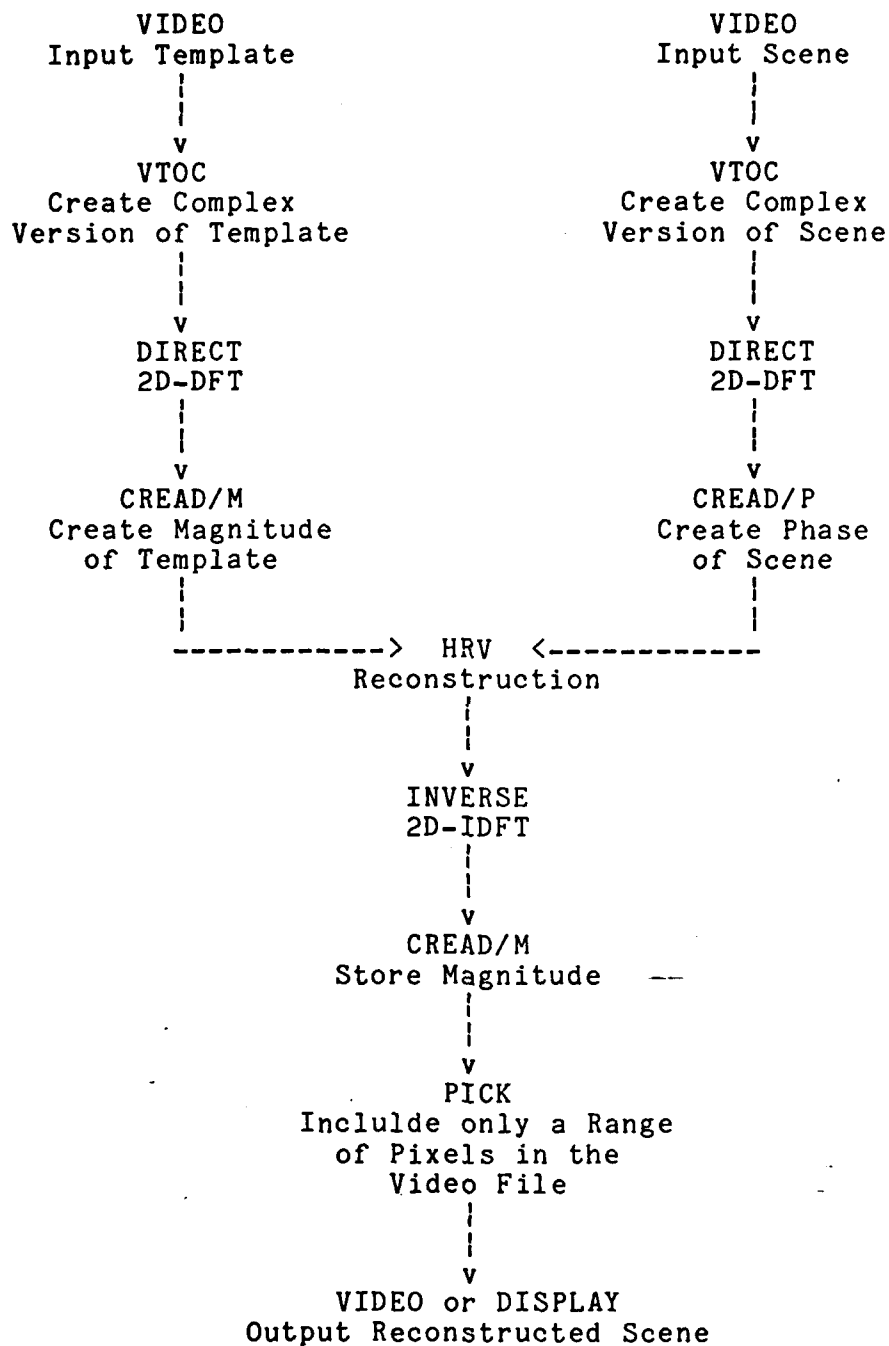 VIDEO
Input Template
VTOC
Create Complex
Version of Template
DIRECT
2D-DFT
CREAD/M
Create Magnitude
of Template
VIDEO
Input Scene
VTOC
Create Complex
Version of Scene
DIRECT
2D-DFT
CREAD/P
Create Phase
of Scene
HRV
Reconstruction
INVERSE
2D-IDFT
CREAD/M
Store Magnitude
PICK
Inclulde only a Range
of Pixels in the
Video File
VIDEO or DISPLAY
Output Reconstructed Scene